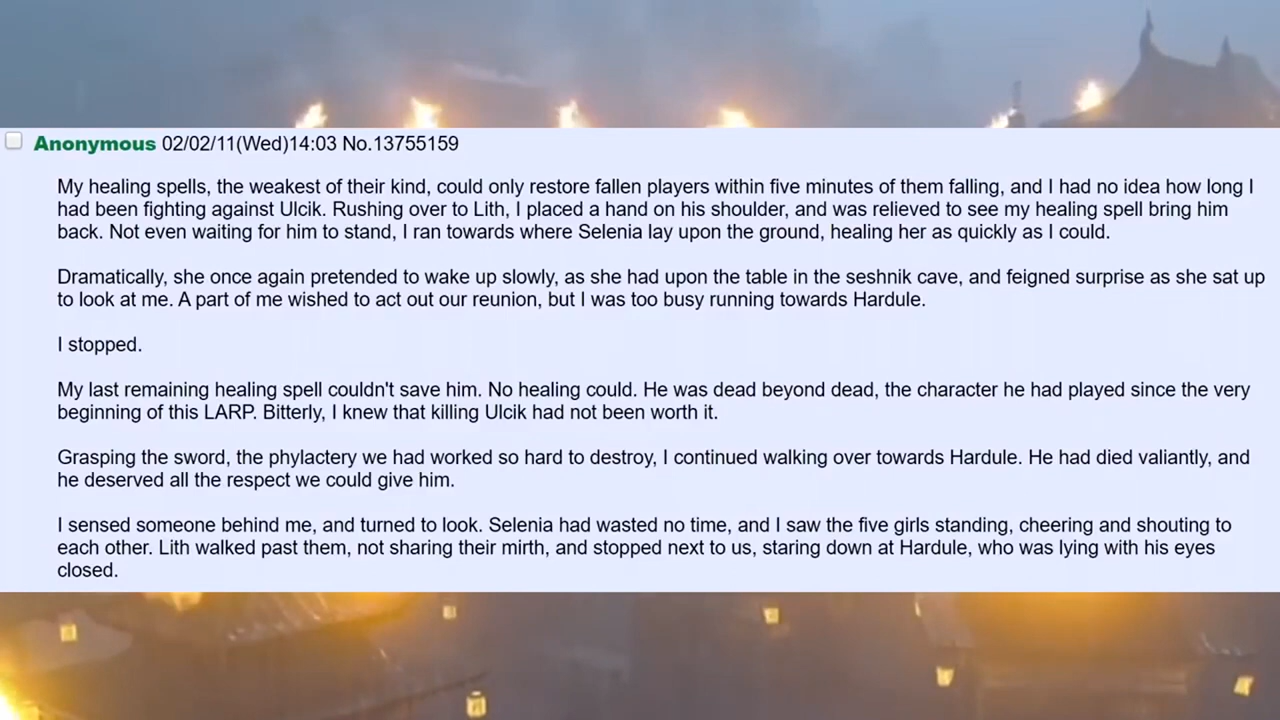 Anonymous 02/02/11(Wed)14:03 No.13755159
My healing spells, the weakest of their kind, could only restore fallen players within five minutes of them falling, and I had no idea how long I
had been fighting against Ulcik. Rushing over to Lith, I placed a hand on his shoulder, and was relieved to see my healing spell bring him
back. Not even waiting for him to stand, I ran towards where Selenia lay upon the ground, healing her as quickly as I could.
Dramatically, she once again pretended to wake up slowly, as she had upon the table in the seshnik cave, and feigned surprise as she sat up
to look at me. A part of me wished to act out our reunion, but I was too busy running towards Hardule.
I stopped.
My last remaining healing spell couldn't save him. No healing could. He was dead beyond dead, the character he had played since the very
beginning of this LARP. Bitterly, I knew that killing Ulcik had not been worth it.
Grasping the sword, the phylactery we had worked so hard to destroy, I continued walking over towards Hardule. He had died valiantly, and
he deserved all the respect we could give him.
I sensed someone behind me, and turned to look. Selenia had wasted no time, and I saw the five girls standing, cheering and shouting to
each other. Lith walked past them, not sharing their mirth, and stopped next to us, staring down at Hardule, who was lying with his eyes
closed.